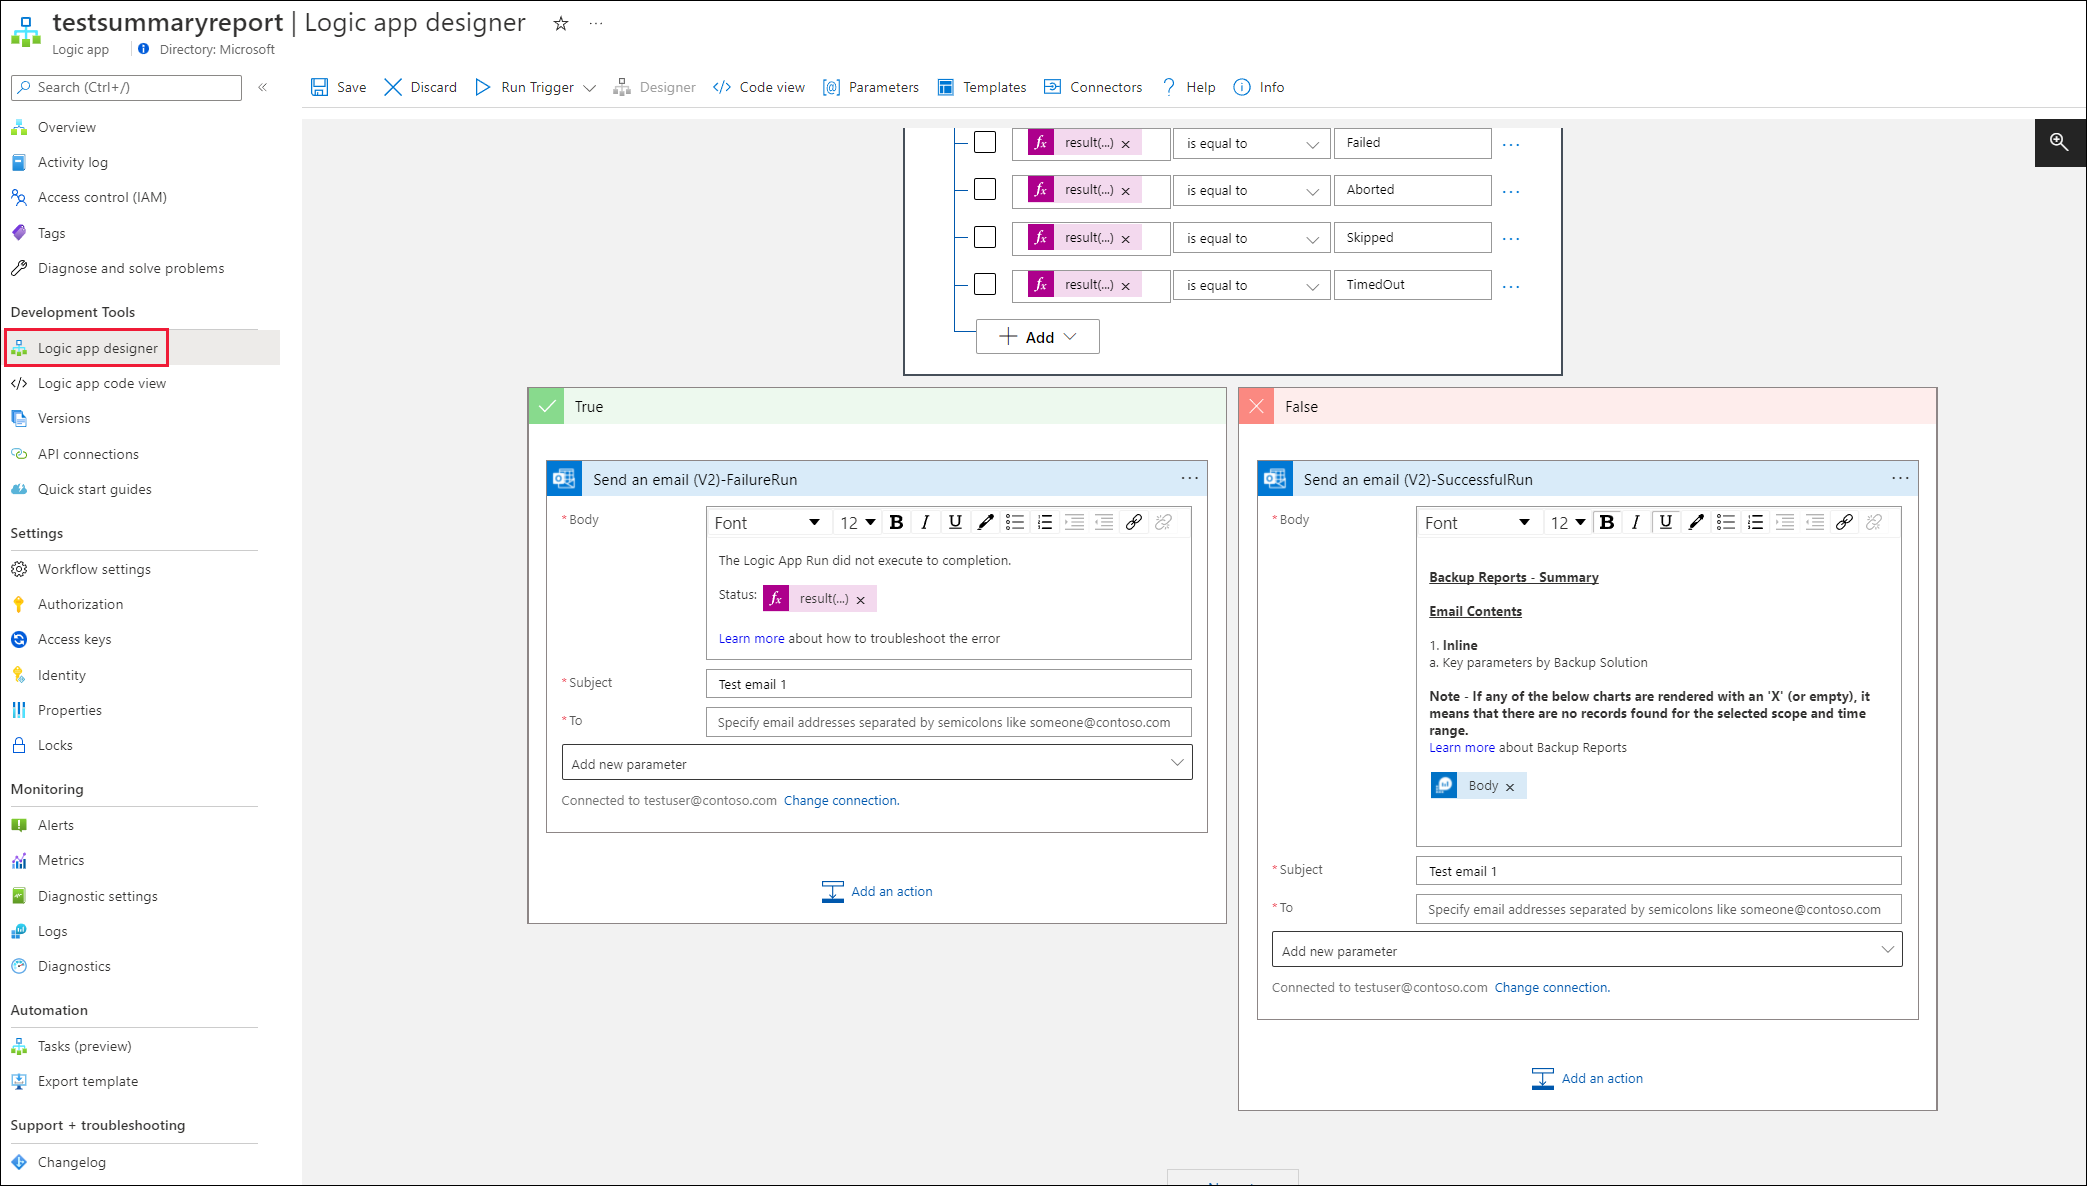 testsummaryreport | Logic app designer
Logic app
Directory: Microsoft
Search (Ctrl+/)
Save
Discard
Run Trigger
Designer
Code view
Parameters
Templates
Connectors
Help
Info
Overview
Activity log
Access control (IAM)
Tags
Diagnose and solve problems
Development Tools
Logic app designer
Logic app code view
Versions
API connections
Quick start guides
Settings
Workflow settings
Authorization
Access keys
Identity
Properties
Locks
Monitoring
Alerts
Metrics
Diagnostic settings
Logs
Diagnostics
Automation
Tasks (preview)
Export template
Support + troubleshooting
Changelog
fx result(...) × is equal to Failed ...
fx result(...) × is equal to Aborted ...
fx result(...) × is equal to Skipped ...
fx result(...) × is equal to TimedOut ...
+ Add
True
Send an email (V2)-FailureRun ...
*Body
Font 12 B I U
The Logic App Run did not execute to completion.
Status: fx result(...) ×
Learn more about how to troubleshoot the error
*Subject
Test email 1
*To
Specify email addresses separated by semicolons like someone@contoso.com
Add new parameter
Connected to testuser@contoso.com Change connection.
Add an action
False
Send an email (V2)-SuccessfulRun ...
*Body
Font 12 B I U
Backup Reports - Summary
Email Contents
1. Inline
a. Key parameters by Backup Solution
Note - If any of the below charts are rendered with an 'X' (or empty), it
means that there are no records found for the selected scope and time
range.
Learn more about Backup Reports
Body ×
*Subject
Test email 1
*To
Specify email addresses separated by semicolons like someone@contoso.com
Add new parameter
Connected to testuser@contoso.com Change connection.
Add an action